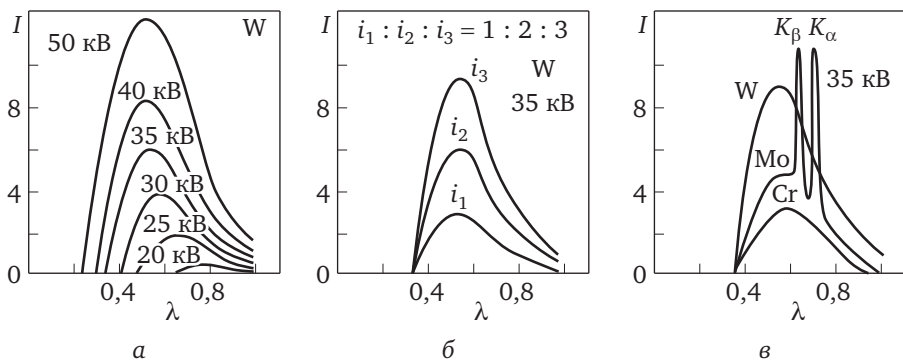 I
50 кВ
W
40 кВ
8
35 кВ
30 кВ
4
25 кВ
20 кВ
0
0,4 0,8
λ
а
I
i₁ : i₂ : i₃ = 1 : 2 : 3
i₃
W
35 кВ
8
i₂
4
i₁
0
0,4 0,8
λ
б
I
Kβ Kα
W
35 кВ
8
Mo
4
Cr
0
0,4 0,8
λ
в